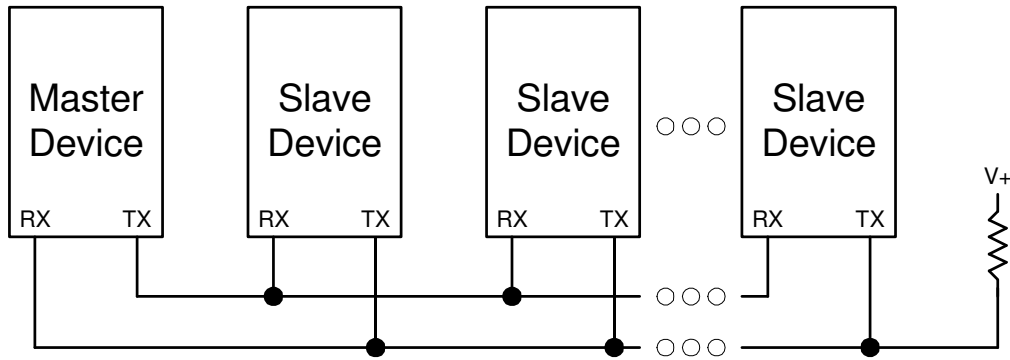 Master
Device
Slave
Device
Slave
Device
Slave
Device
RX TX
RX TX
RX TX
RX TX
V+